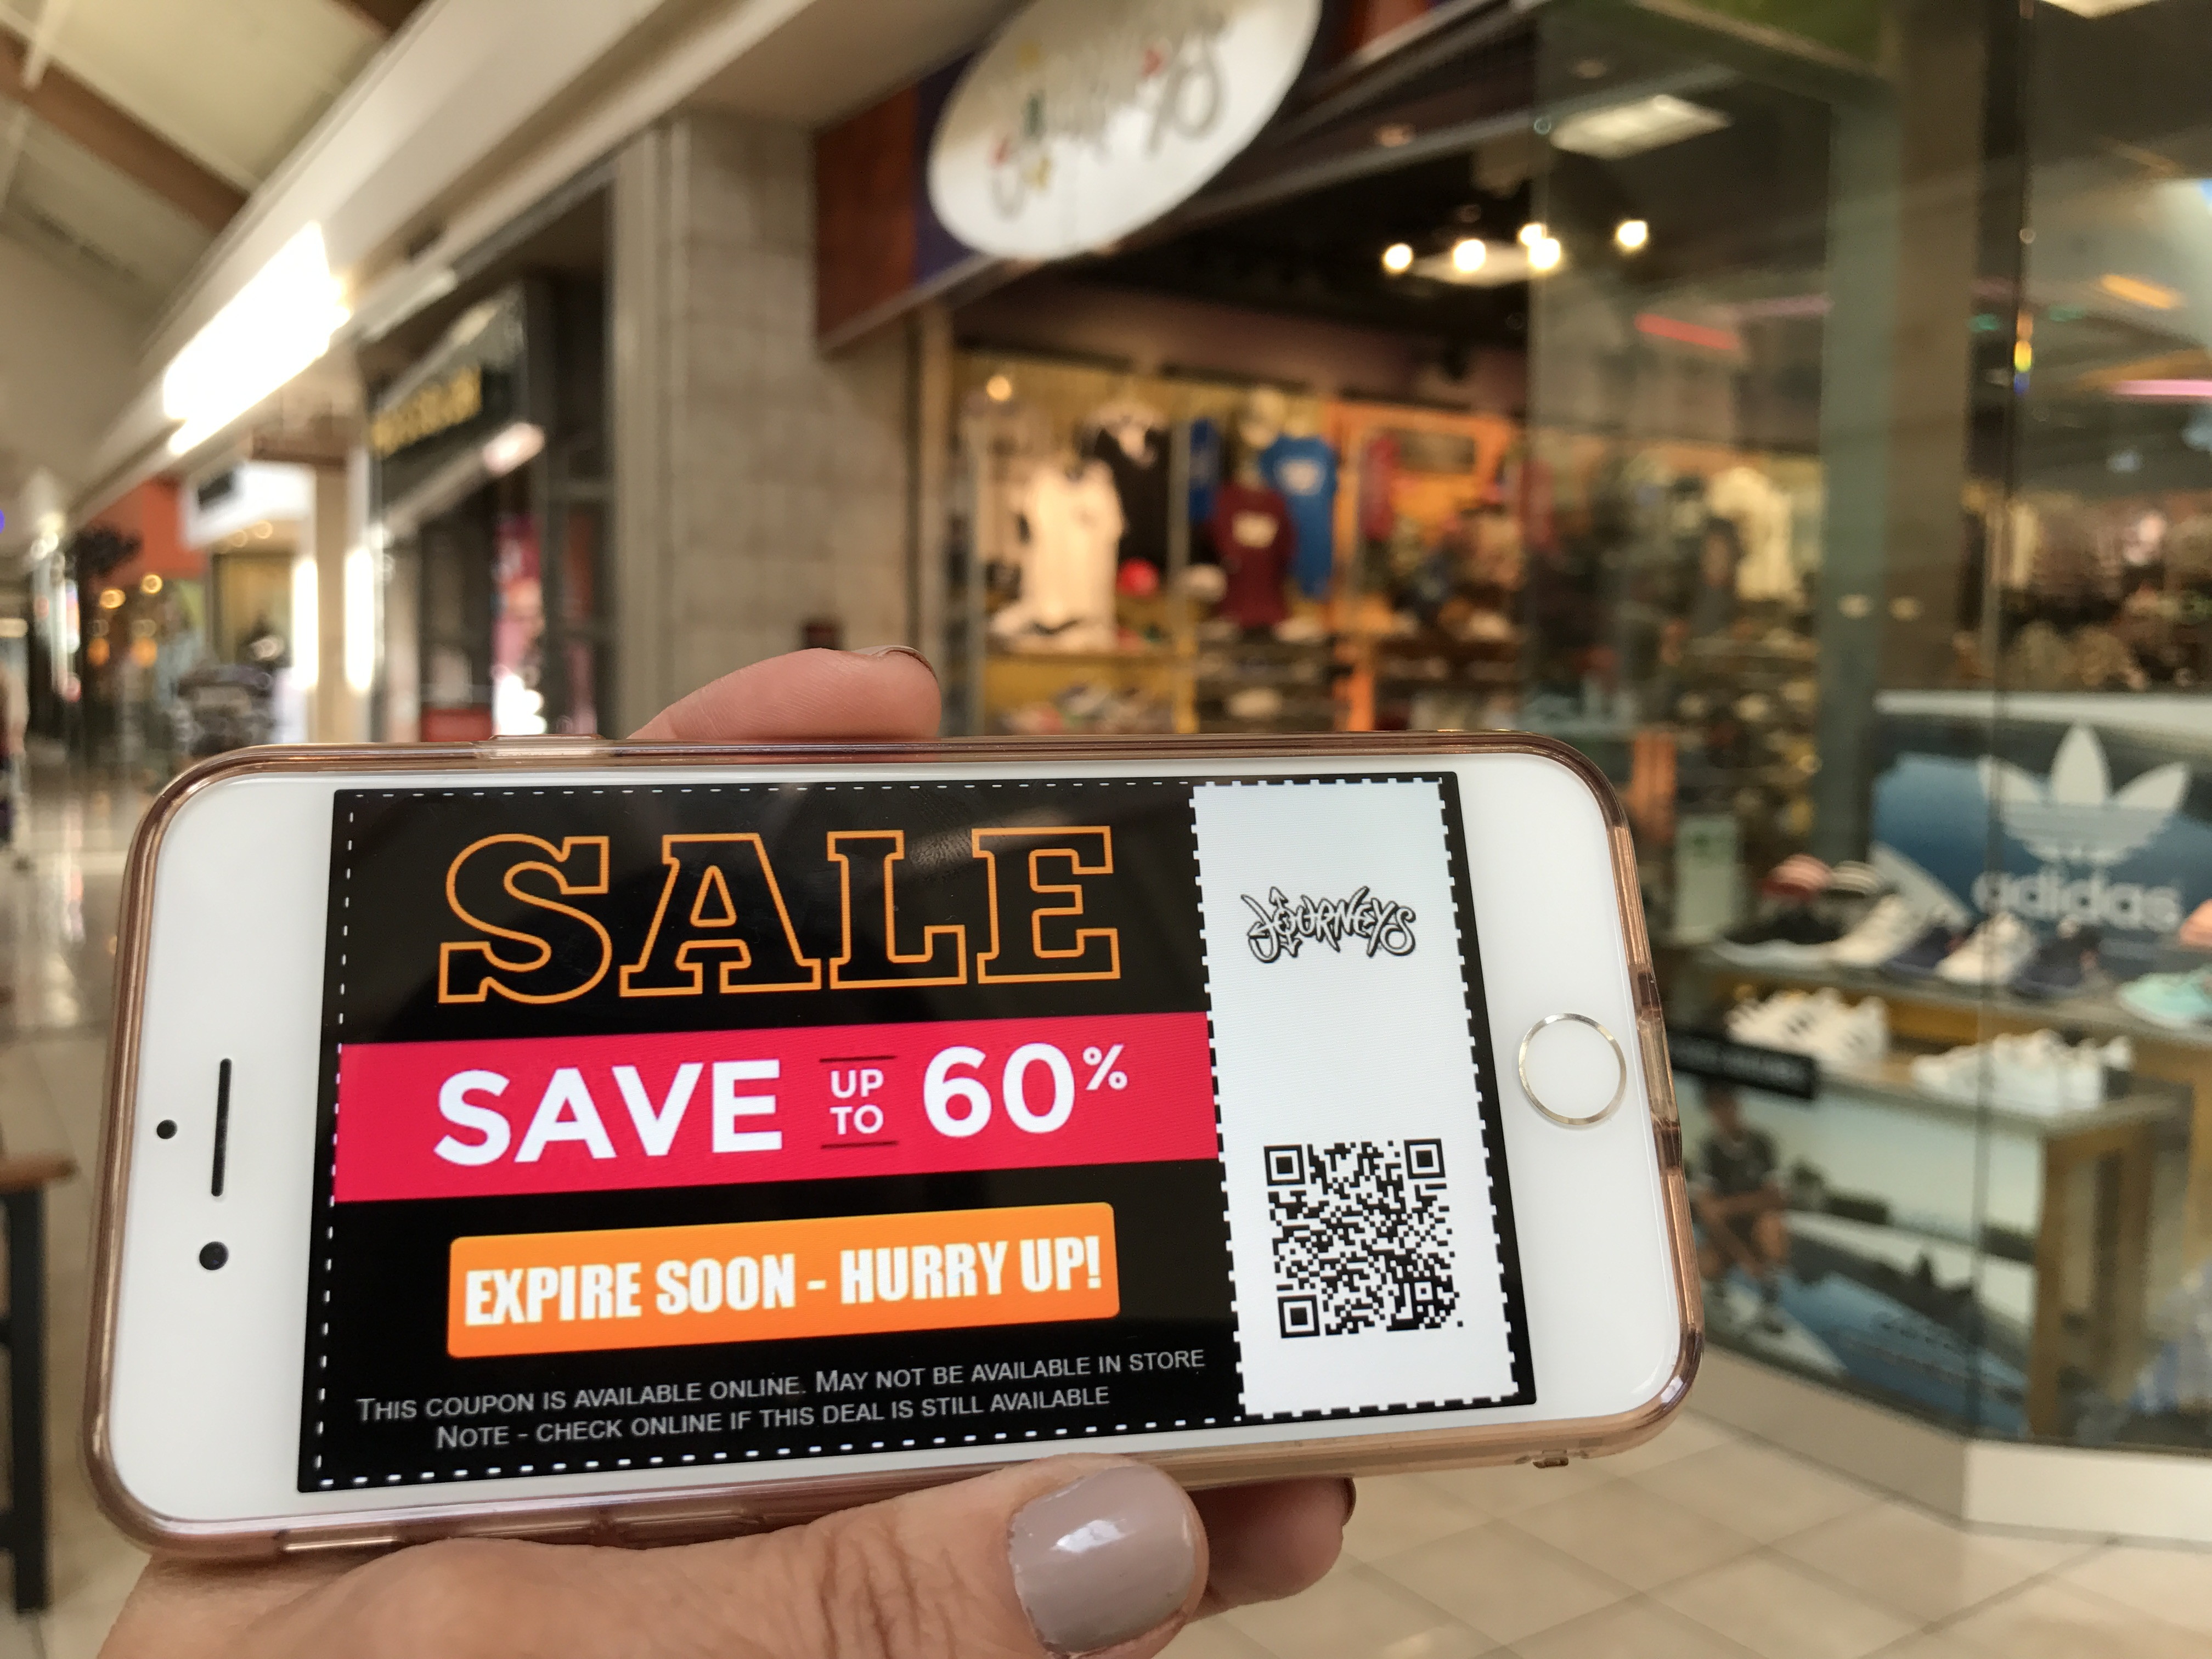 SALE
SAVE UP TO 60%
EXPIRE SOON - HURRY UP!
THIS COUPON IS AVAILABLE ONLINE. MAY NOT BE AVAILABLE IN STORE
NOTE - CHECK ONLINE IF THIS DEAL IS STILL AVAILABLE
JOURNEYS
Journeys
adidas